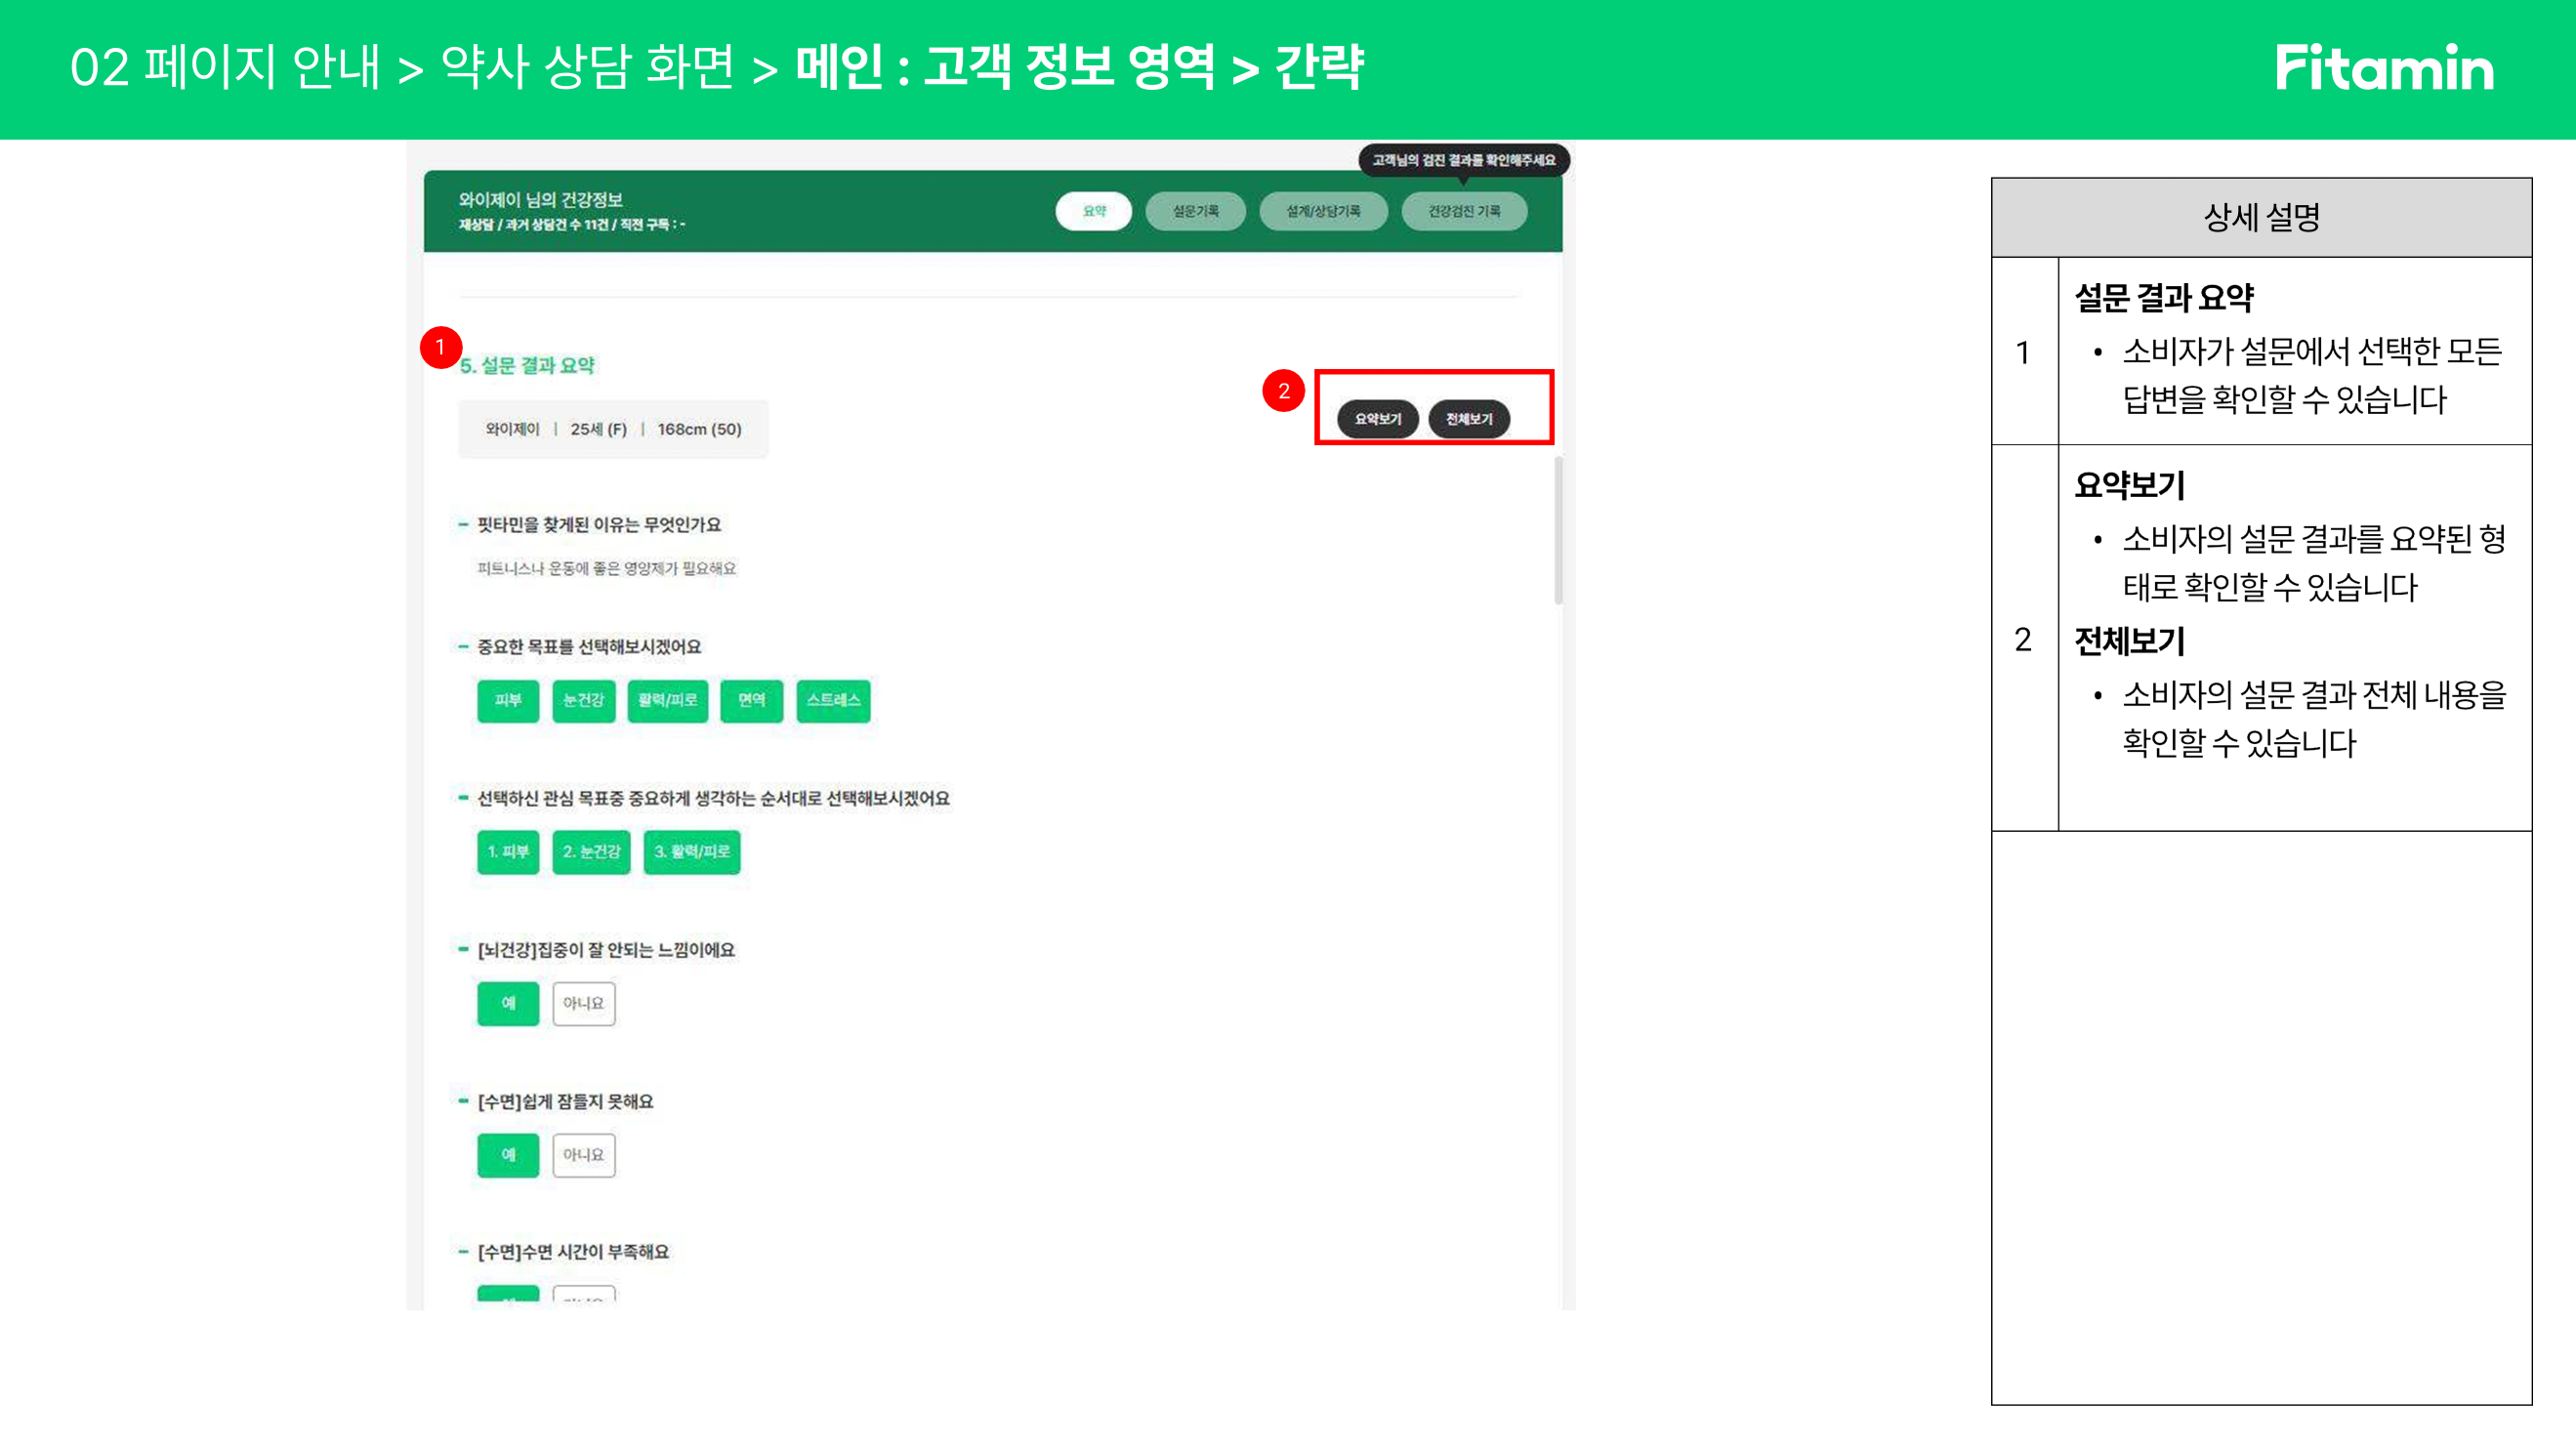 02 페이지 안내 > 약사 상담 화면 > 메인 : 고객 정보 영역 > 간략
Fitamin
고객님의 검진 결과를 확인해주세요
와이제이 님의 건강정보
재상담 / 과거 상담건 수 11건 / 직전 구독 : -
요약
설문기록
설계/상담기록
건강검진 기록
1
5. 설문 결과 요약
2
와이제이 | 25세 (F) | 168cm (50)
요약보기
전체보기
핏타민을 찾게된 이유는 무엇인가요
피트니스나 운동에 좋은 영양제가 필요해요
중요한 목표를 선택해보시겠어요
피부
눈건강
활력/피로
면역
스트레스
선택하신 관심 목표중 중요하게 생각하는 순서대로 선택해보시겠어요
1. 피부
2. 눈건강
3. 활력/피로
[뇌건강]집중이 잘 안되는 느낌이에요
예
아니요
[수면]쉽게 잠들지 못해요
예
아니요
[수면]수면 시간이 부족해요
상세 설명
1
설문 결과 요약
• 소비자가 설문에서 선택한 모든
답변을 확인할 수 있습니다
2
요약보기
• 소비자의 설문 결과를 요약된 형
태로 확인할 수 있습니다
전체보기
• 소비자의 설문 결과 전체 내용을
확인할 수 있습니다